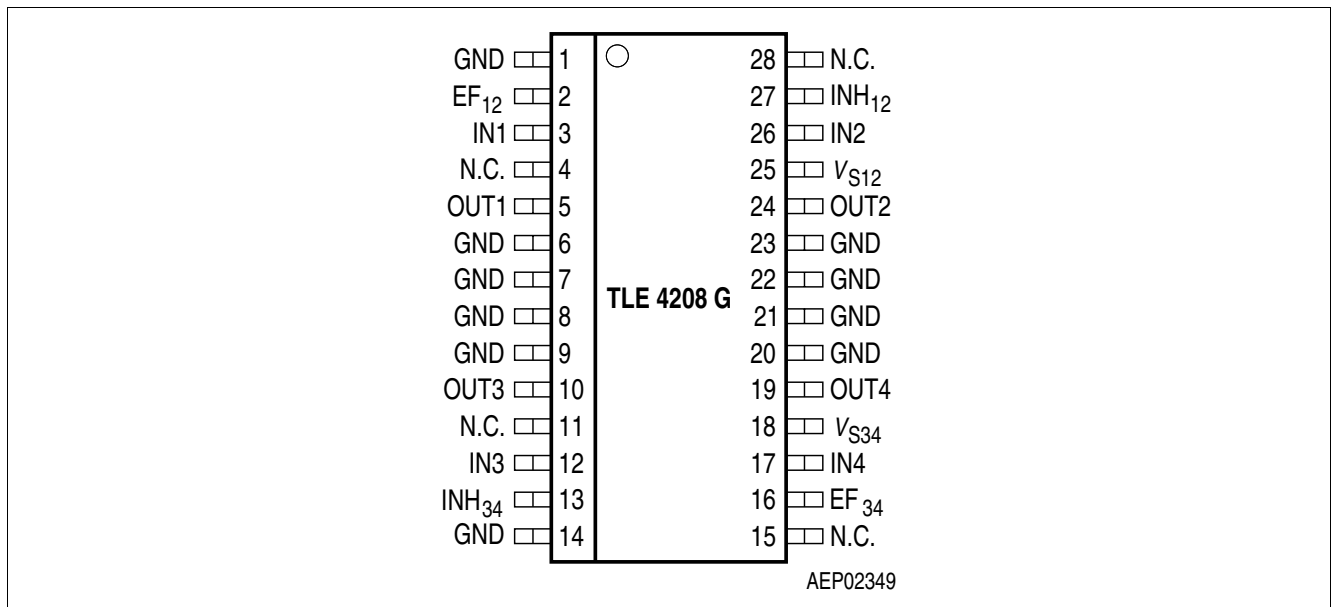 GND 1 28 N.C.
EF12 2 27 INH12
IN1 3 26 IN2
N.C. 4 25 VS12
OUT1 5 24 OUT2
GND 6 23 GND
GND 7 22 GND
TLE 4208 G
GND 8 21 GND
GND 9 20 GND
OUT3 10 19 OUT4
N.C. 11 18 VS34
IN3 12 17 IN4
INH34 13 16 EF34
GND 14 15 N.C.
AEP02349